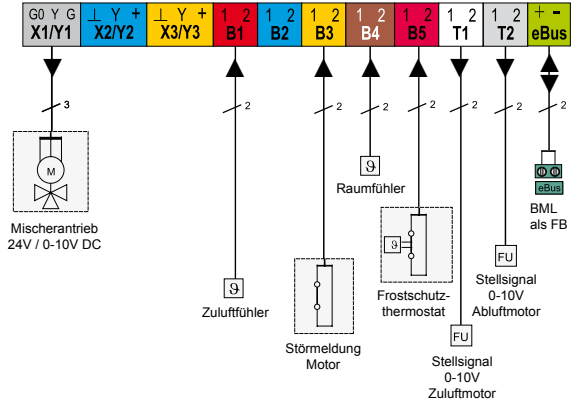 G0 Y G ⊥ Y + ⊥ Y + 1 2 1 2 1 2 1 2 1 2 1 2 1 2 + -
X1/Y1 X2/Y2 X3/Y3 B1 B2 B3 B4 B5 T1 T2 eBus
3 2 2 2 2 2 2 2
M
Mischerantrieb
24V / 0-10V DC
ϑ
Zuluftfühler
Störmeldung
Motor
ϑ
Raumfühler
ϑ
Frostschutz-
thermostat
FU
Stellsignal
0-10V
Zuluftmotor
FU
Stellsignal
0-10V
Abluftmotor
eBus
BML
als FB